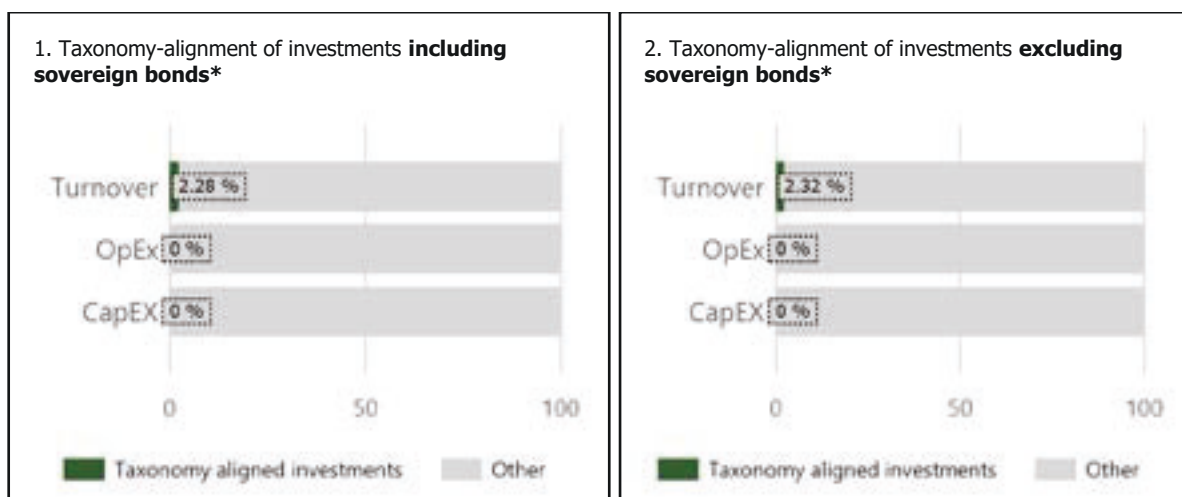 1. Taxonomy-alignment of investments including
sovereign bonds*
Turnover 2.28 %
OpEx 0 %
CapEX 0 %
0 50 100
Taxonomy aligned investments Other
2. Taxonomy-alignment of investments excluding
sovereign bonds*
Turnover 2.32 %
OpEx 0 %
CapEX 0 %
0 50 100
Taxonomy aligned investments Other